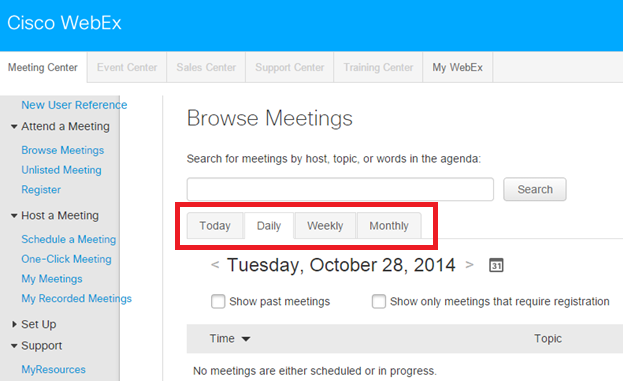 Cisco WebEx
Meeting Center Event Center Sales Center Support Center Training Center My WebEx
New User Reference
Attend a Meeting
Browse Meetings
Unlisted Meeting
Register
Host a Meeting
Schedule a Meeting
One-Click Meeting
My Meetings
My Recorded Meetings
Set Up
Support
MyResources
Browse Meetings
Search for meetings by host, topic, or words in the agenda:
Search
Today Daily Weekly Monthly
< Tuesday, October 28, 2014 > 31
Show past meetings Show only meetings that require registration
Time Topic
No meetings are either scheduled or in progress.